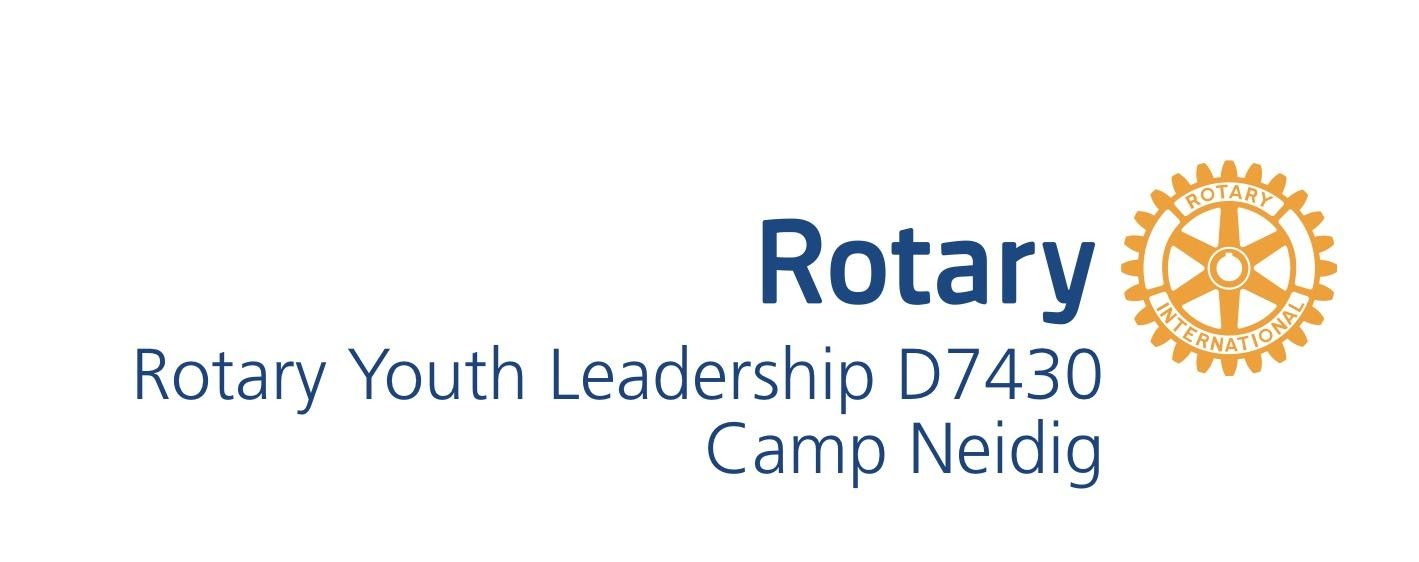 Rotary
ROTARY
INTERNATIONAL
Rotary Youth Leadership D7430
Camp Neidig